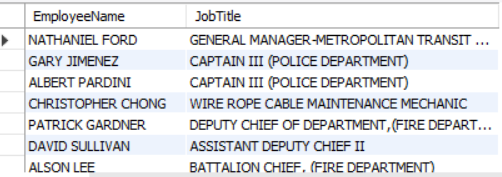 EmployeeName JobTitle
NATHANIEL FORD GENERAL MANAGER-METROPOLITAN TRANSIT ...
GARY JIMENEZ CAPTAIN III (POLICE DEPARTMENT)
ALBERT PARDINI CAPTAIN III (POLICE DEPARTMENT)
CHRISTOPHER CHONG WIRE ROPE CABLE MAINTENANCE MECHANIC
PATRICK GARDNER DEPUTY CHIEF OF DEPARTMENT,(FIRE DEPART...
DAVID SULLIVAN ASSISTANT DEPUTY CHIEF II
ALSON LEE BATTALION CHIEF, (FIRE DEPARTMENT)